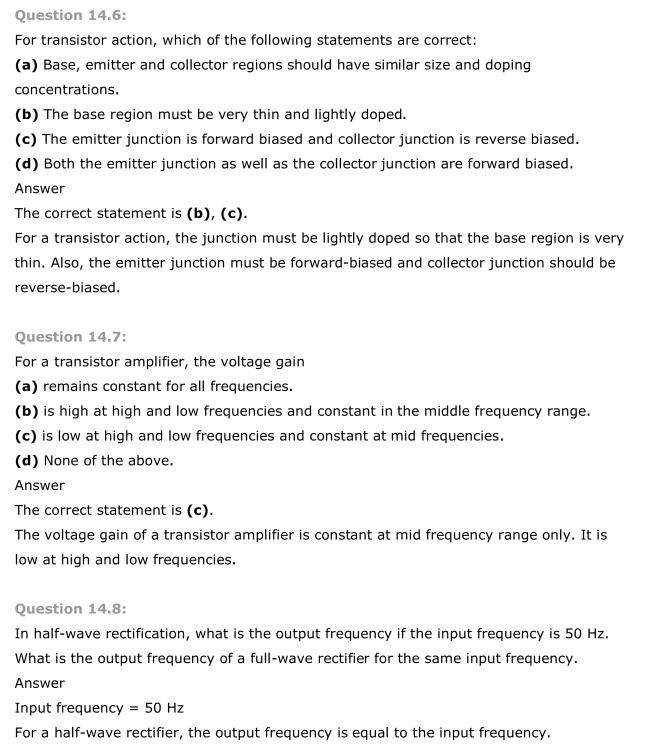 Question 14.6:
For transistor action, which of the following statements are correct:
(a) Base, emitter and collector regions should have similar size and doping
concentrations.
(b) The base region must be very thin and lightly doped.
(c) The emitter junction is forward biased and collector junction is reverse biased.
(d) Both the emitter junction as well as the collector junction are forward biased.
Answer
The correct statement is (b), (c).
For a transistor action, the junction must be lightly doped so that the base region is very
thin. Also, the emitter junction must be forward-biased and collector junction should be
reverse-biased.
Question 14.7:
For a transistor amplifier, the voltage gain
(a) remains constant for all frequencies.
(b) is high at high and low frequencies and constant in the middle frequency range.
(c) is low at high and low frequencies and constant at mid frequencies.
(d) None of the above.
Answer
The correct statement is (c).
The voltage gain of a transistor amplifier is constant at mid frequency range only. It is
low at high and low frequencies.
Question 14.8:
In half-wave rectification, what is the output frequency if the input frequency is 50 Hz.
What is the output frequency of a full-wave rectifier for the same input frequency.
Answer
Input frequency = 50 Hz
For a half-wave rectifier, the output frequency is equal to the input frequency.